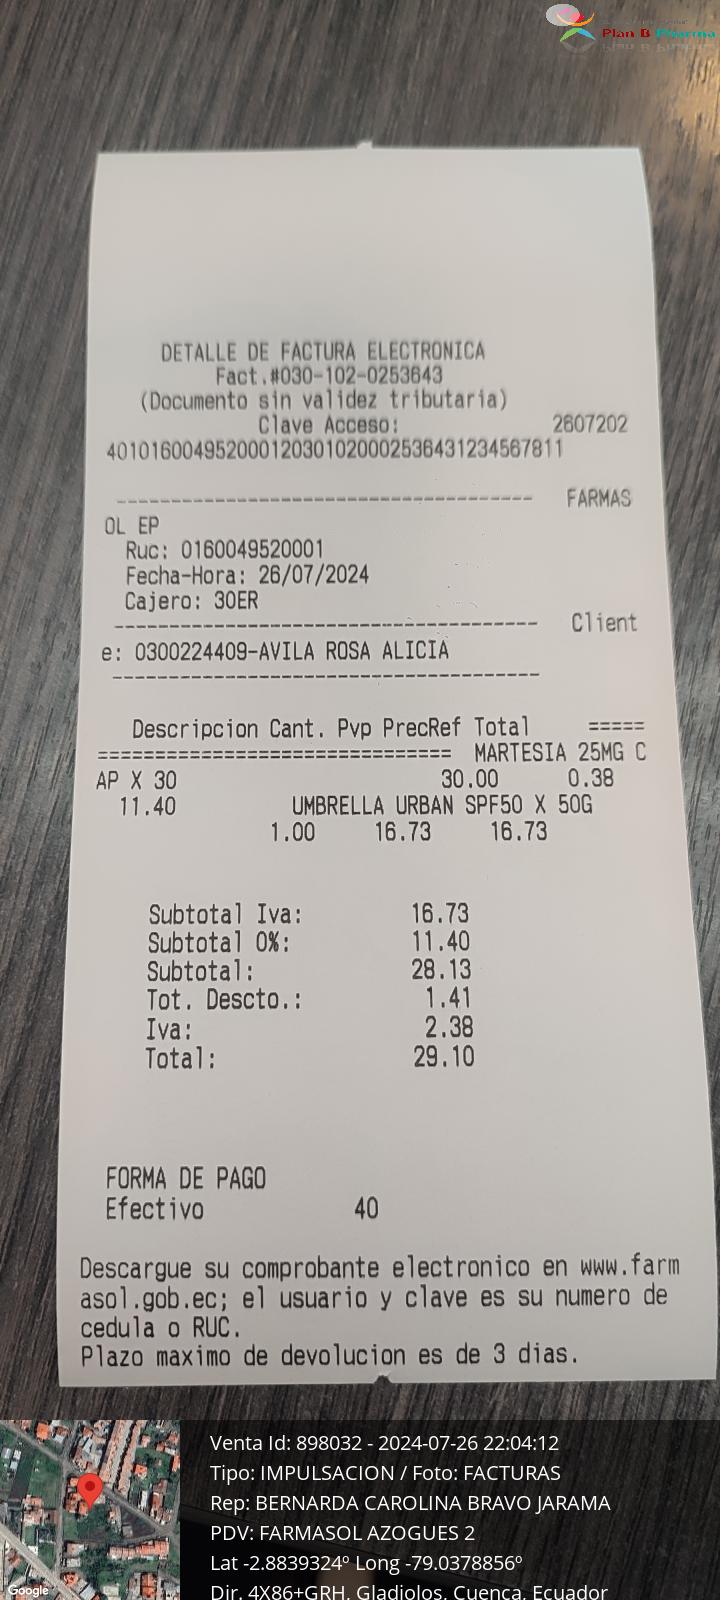 Plan B Pharma
DETALLE DE FACTURA ELECTRONICA
Fact.#030-102-0253643
(Documento sin validez tributaria)
Clave Acceso: 2607202
401016004952000120301020002536431234567811
------------------------------------- FARMAS
OL EP
Ruc: 0160049520001
Fecha-Hora: 26/07/2024
Cajero: 30ER
------------------------------------- Client
e: 0300224409-AVILA ROSA ALICIA
-------------------------------------
Descripcion Cant. Pvp PrecRef Total =====
=============================== MARTESIA 25MG C
AP X 30 30.00 0.38
11.40 UMBRELLA URBAN SPF50 X 50G
1.00 16.73 16.73
Subtotal Iva: 16.73
Subtotal 0%: 11.40
Subtotal: 28.13
Tot. Descto.: 1.41
Iva: 2.38
Total: 29.10
FORMA DE PAGO
Efectivo 40
Descargue su comprobante electronico en www.farm
asol.gob.ec; el usuario y clave es su numero de
cedula o RUC.
Plazo maximo de devolucion es de 3 dias.
Venta Id: 898032 - 2024-07-26 22:04:12
Tipo: IMPULSACION / Foto: FACTURAS
Rep: BERNARDA CAROLINA BRAVO JARAMA
PDV: FARMASOL AZOGUES 2
Lat -2.8839324º Long -79.0378856º
Dir. 4X86+GRH, Gladiolos, Cuenca, Ecuador
Google